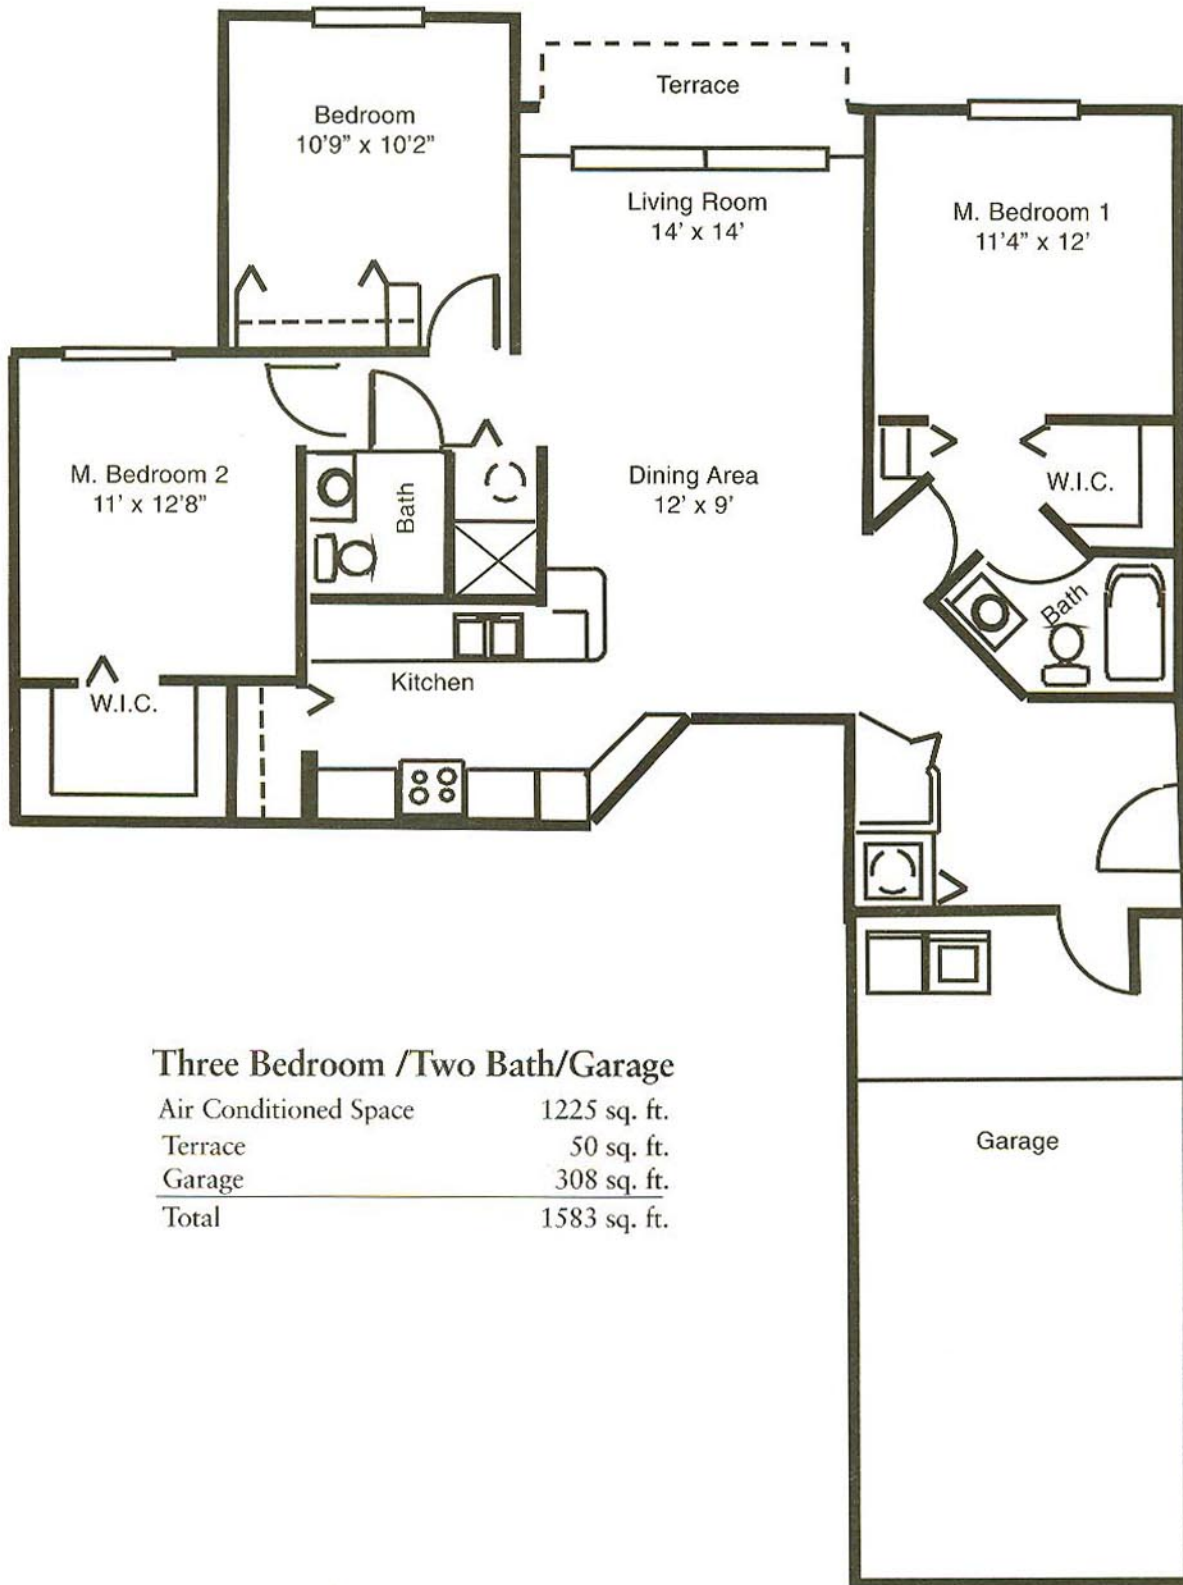 Terrace
Bedroom
10'9" x 10'2"
Living Room
14' x 14'
M. Bedroom 1
11'4" x 12'
M. Bedroom 2
11' x 12'8"
Bath
Dining Area
12' x 9'
W.I.C.
Bath
Kitchen
W.I.C.
Three Bedroom /Two Bath/Garage
Air Conditioned Space 1225 sq. ft.
Terrace 50 sq. ft.
Garage 308 sq. ft.
Total 1583 sq. ft.
Garage